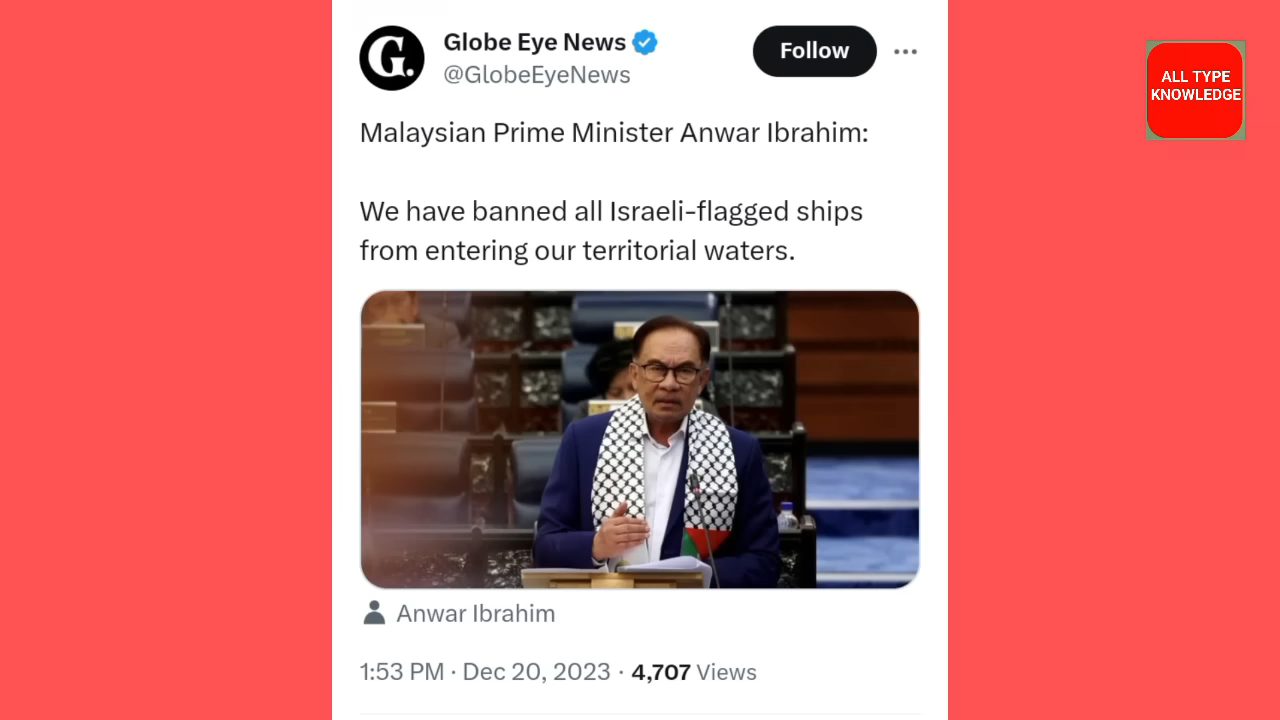 G.
Globe Eye News
@GlobeEyeNews
Follow
ALL TYPE
KNOWLEDGE
Malaysian Prime Minister Anwar Ibrahim:
We have banned all Israeli-flagged ships
from entering our territorial waters.
Anwar Ibrahim
1:53 PM · Dec 20, 2023 · 4,707 Views